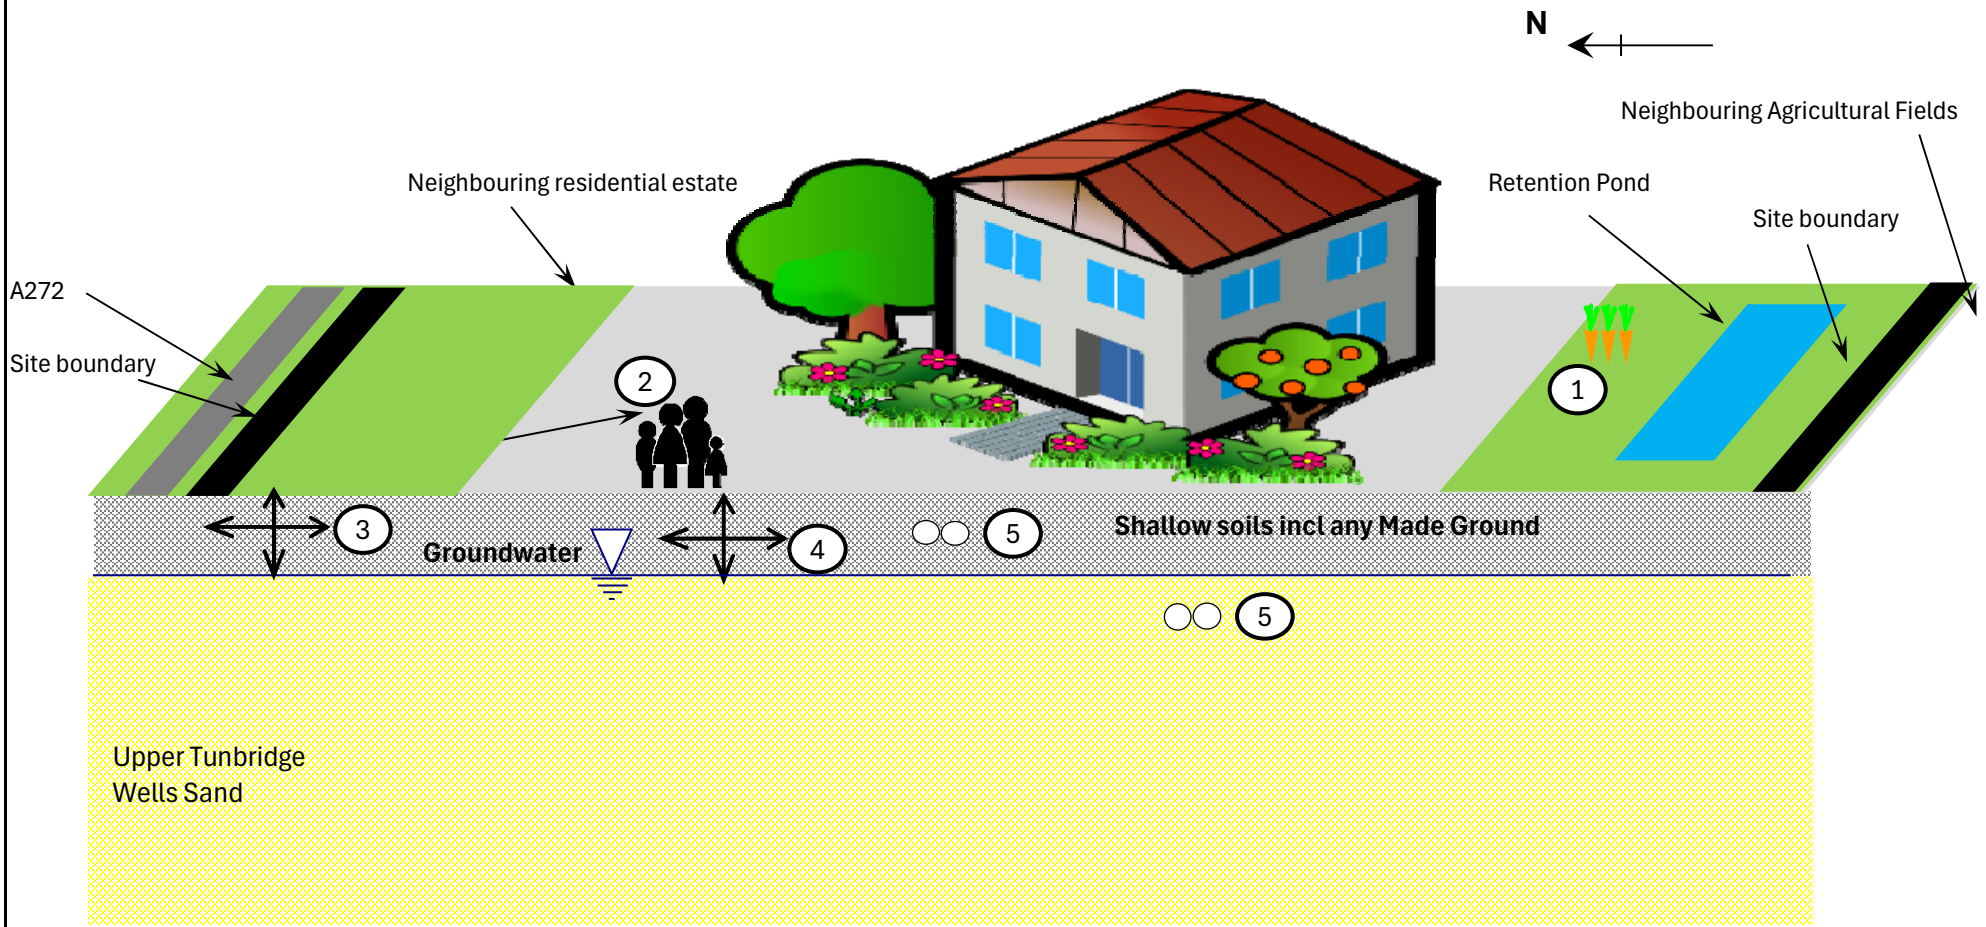 N
Neighbouring Agricultural Fields
Neighbouring residential estate
Retention Pond
Site boundary
A272
Site boundary
1
2
3
4
5
Shallow soils incl any Made Ground
Groundwater
5
Upper Tunbridge
Wells Sand